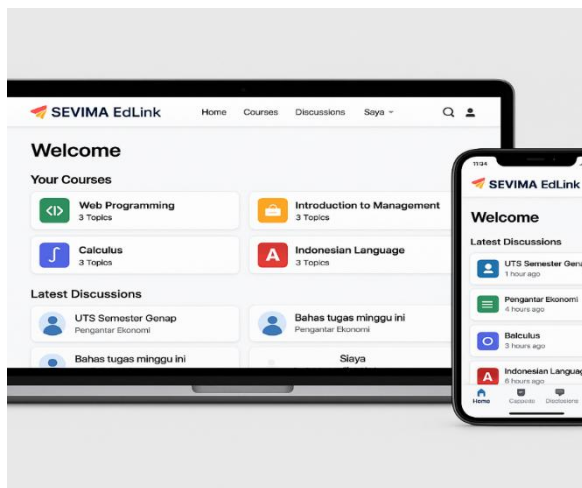 SEVIMA EdLink
Home Courses Discussions Saya
Welcome
Your Courses
Web Programming
3 Topics
Introduction to Management
3 Topics
Calculus
3 Topics
A
Indonesian Language
3 Topics
Latest Discussions
UTS Semester Genap
Pengantar Ekonomi
Bahas tugas minggu ini
Pengantar Ekonomi
Bahas tugas minggu ini
Siaya
11:34
SEVIMA EdLink
Welcome
Latest Discussions
UTS Semester Gena
1 hour ago
Pengantar Ekonomi
4 hours ago
Balculus
3 hours ago
A
Indonesian Languag
6 hours ago
Home